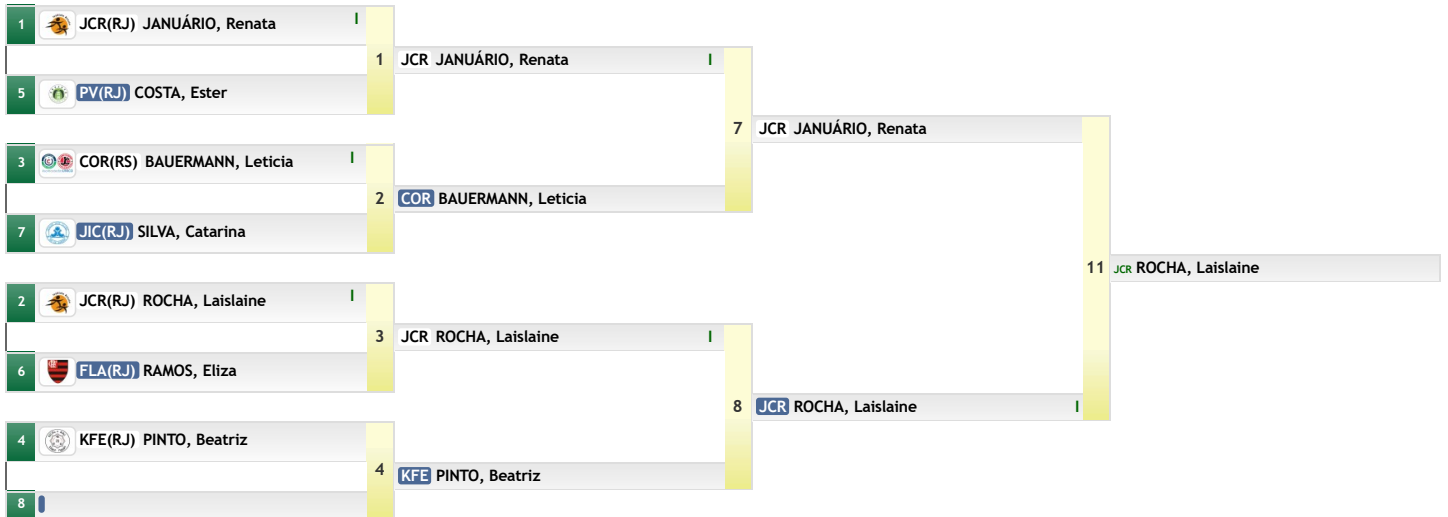 1 JCR(RJ) JANUÁRIO, Renata I
1 JCR JANUÁRIO, Renata I
5 PV(RJ) COSTA, Ester
7 JCR JANUÁRIO, Renata
3 COR(RS) BAUERMANN, Leticia I
2 COR BAUERMANN, Leticia
7 JIC(RJ) SILVA, Catarina
11 JCR ROCHA, Laislaine
2 JCR(RJ) ROCHA, Laislaine I
3 JCR ROCHA, Laislaine I
6 FLA(RJ) RAMOS, Eliza
8 JCR ROCHA, Laislaine I
4 KFE(RJ) PINTO, Beatriz
4 KFE PINTO, Beatriz
8